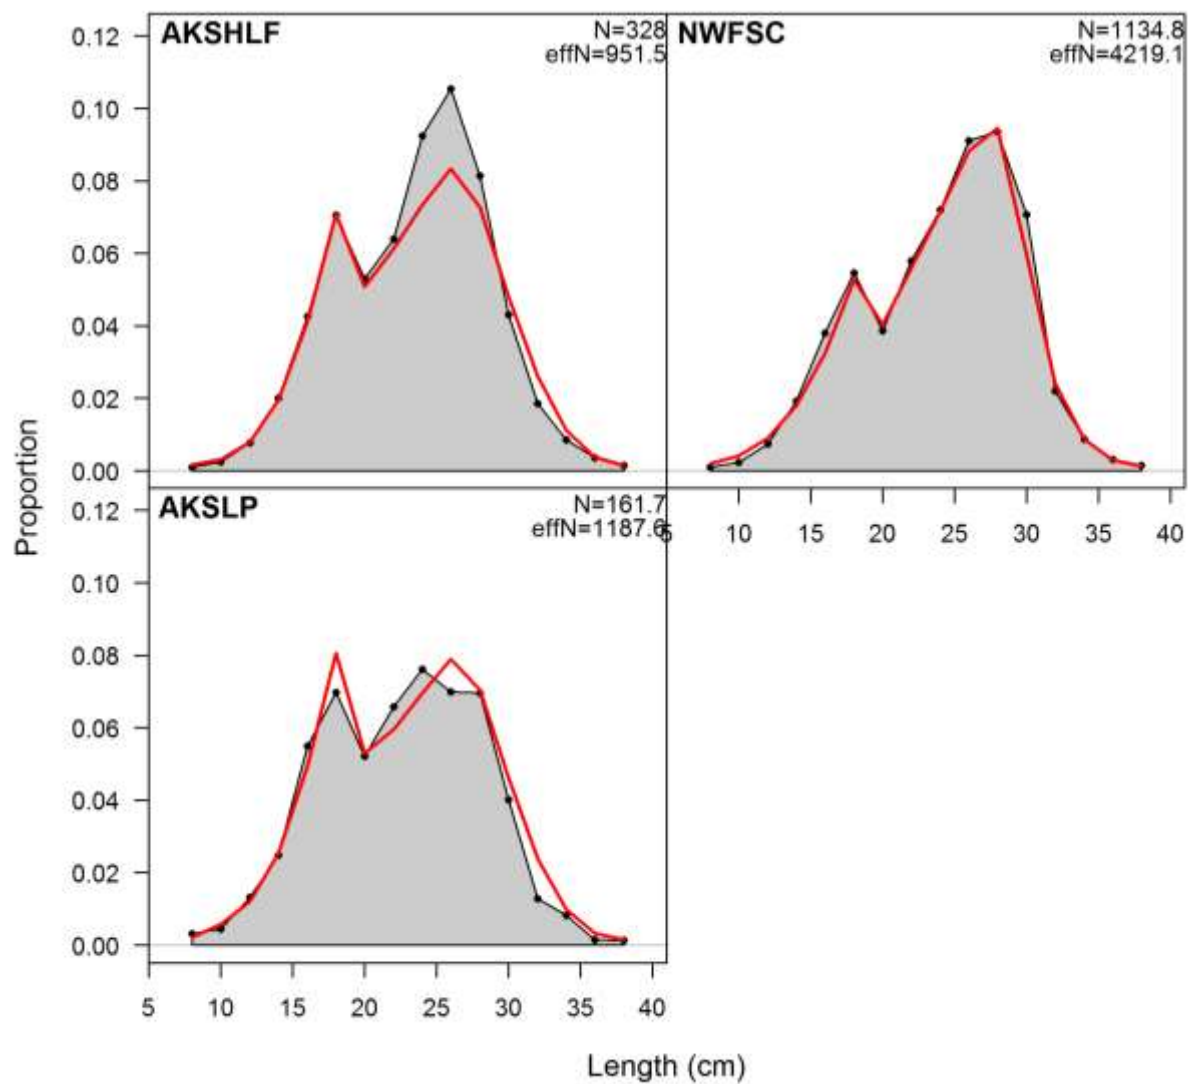 AKSHLF
N=328
effN=951.5
NWFSC
N=1134.8
effN=4219.1
0.12
0.10
0.08
0.06
0.04
0.02
0.00
AKSLP
N=161.7
effN=1187.6
5 10 15 20 25 30 35 40
0.12
0.10
0.08
0.06
0.04
0.02
0.00
5 10 15 20 25 30 35 40
Proportion
Length (cm)